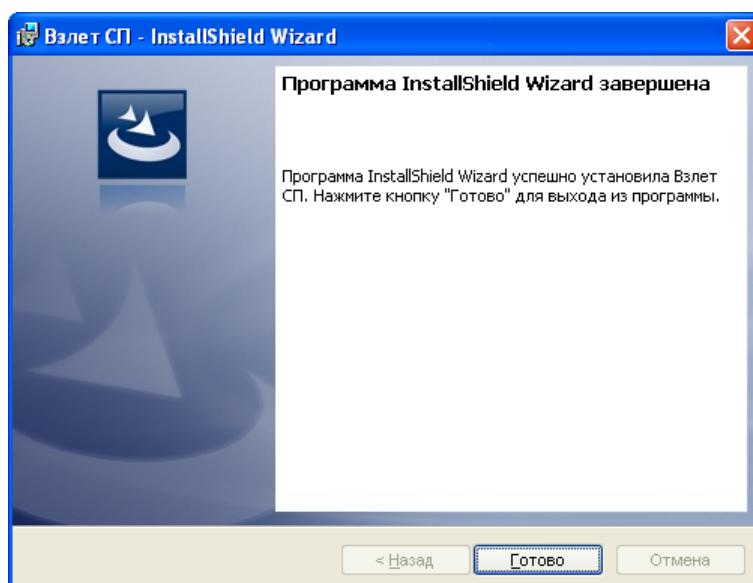 Взлет СП - InstallShield Wizard
Программа InstallShield Wizard завершена
Программа InstallShield Wizard успешно установила Взлет
СП. Нажмите кнопку "Готово" для выхода из программы.
< Назад
Готово
Отмена